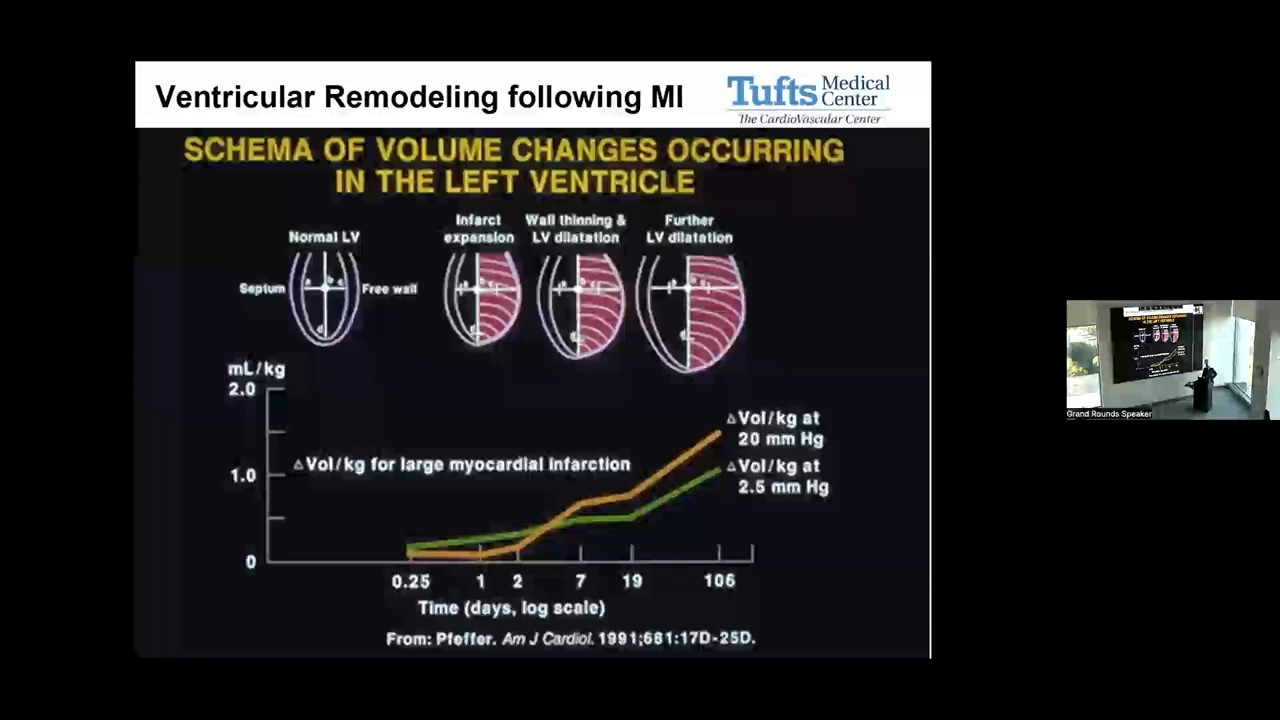 Ventricular Remodeling following MI
Tufts Medical Center
The CardioVascular Center
SCHEMA OF VOLUME CHANGES OCCURRING
IN THE LEFT VENTRICLE
Normal LV
Infarct expansion
Wall thinning & LV dilatation
Further LV dilatation
Septum
Free wall
a b c
d
a b c
d
mL/kg
2.0
1.0
0
△Vol/kg for large myocardial infarction
△Vol/kg at
20 mm Hg
△Vol/kg at
2.5 mm Hg
0.25 1 2 7 19 106
Time (days, log scale)
From: Pfeffer. Am J Cardiol. 1991;681:17D-25D.
Grand Rounds Speaker